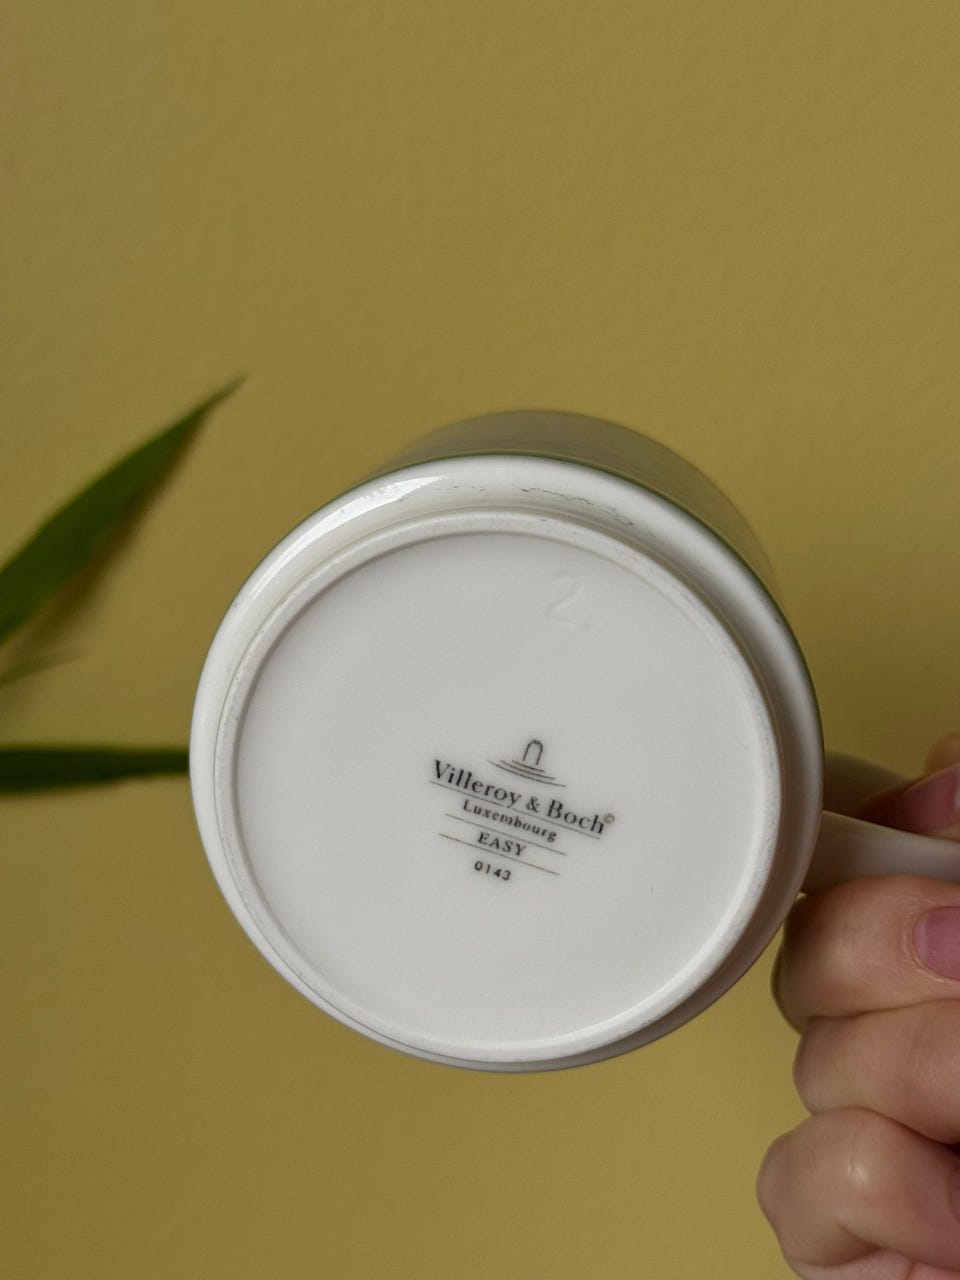 2.
Villeroy & Boch©
Luxembourg
EASY
0143